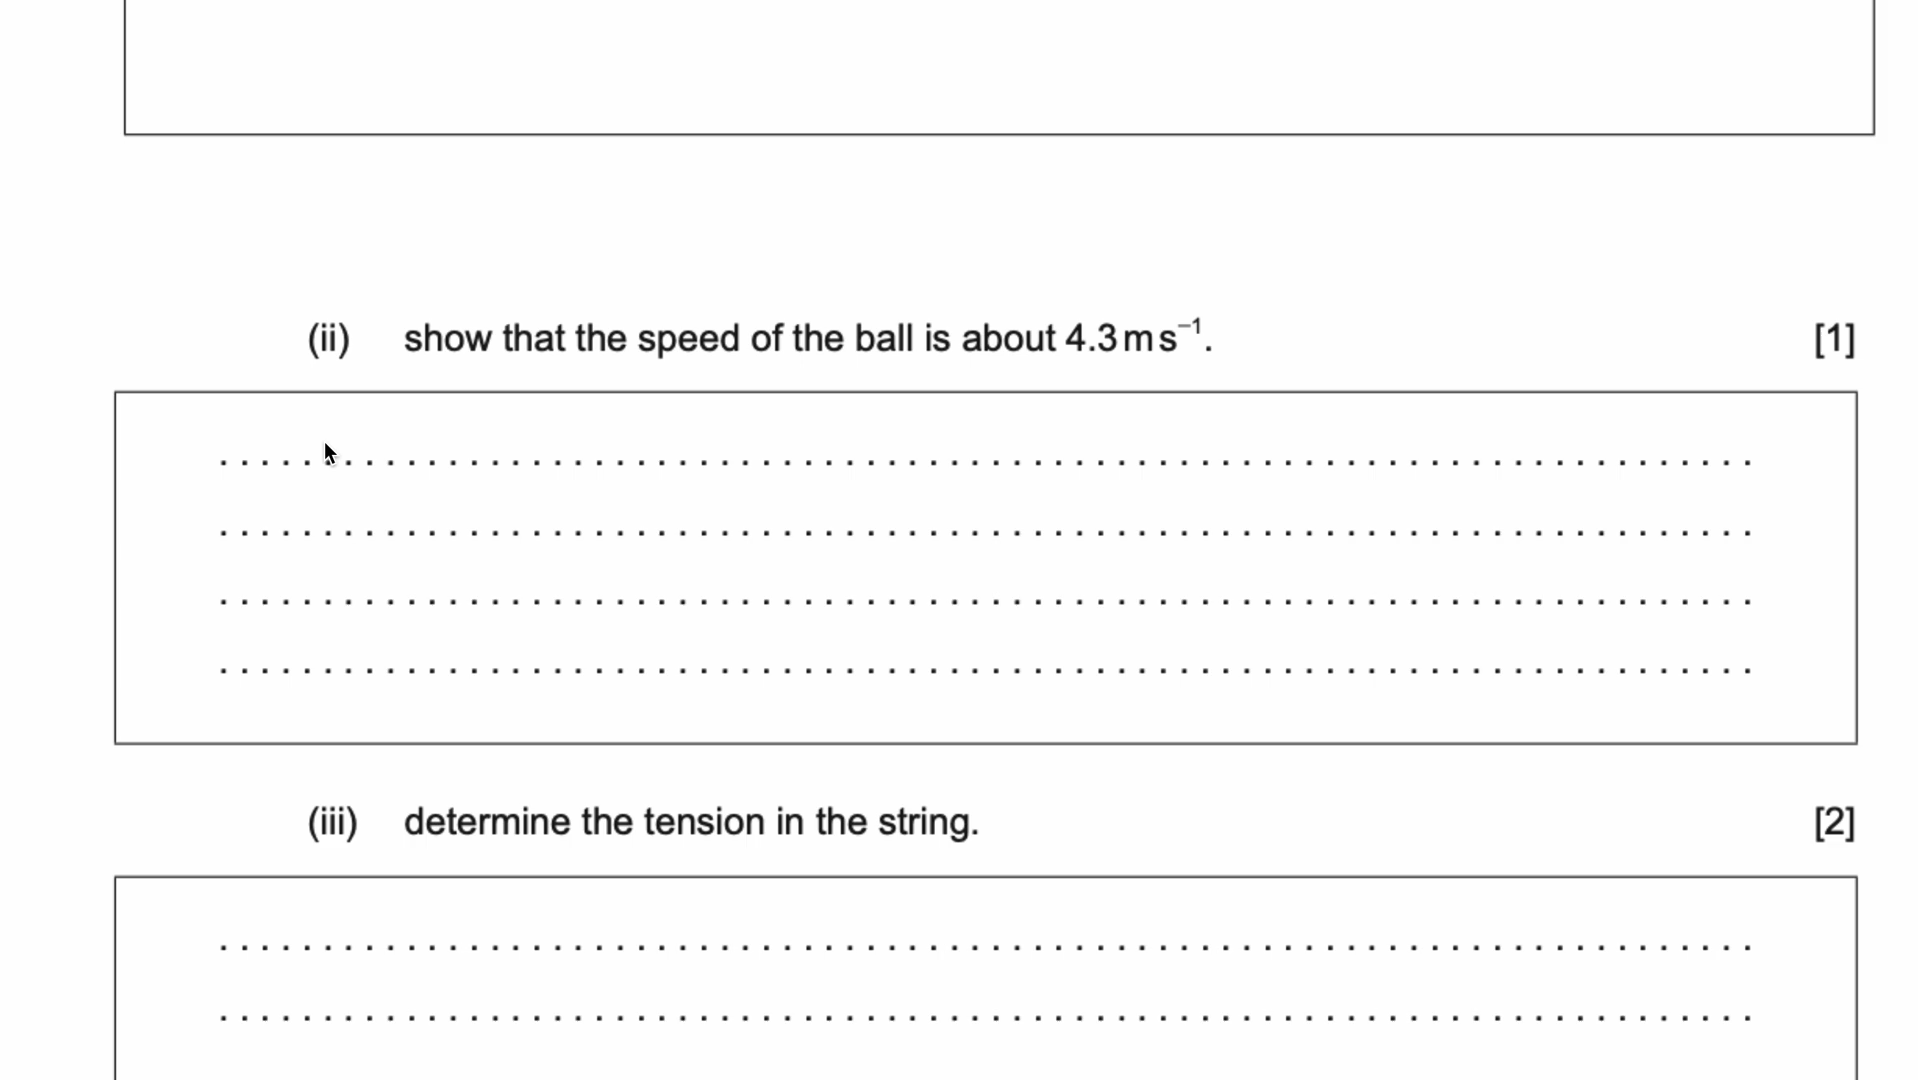 (ii) show that the speed of the ball is about 4.3 m s⁻¹. [1]
(iii) determine the tension in the string. [2]